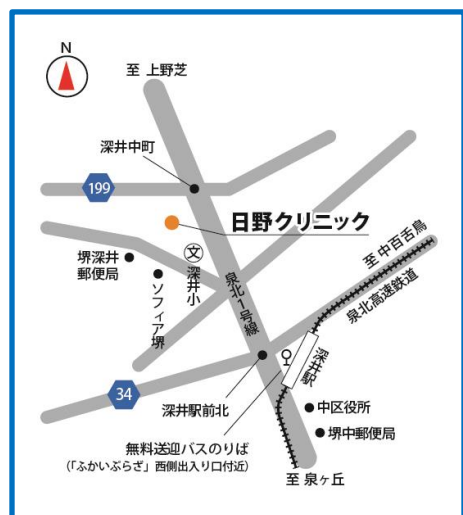 N
至 上野芝
深井中町
199
日野クリニック
堺深井
郵便局
ソフィア堺
文
深井小
泉北1号線
至 中百舌鳥
泉北高速鉄道
深井駅
34
深井駅前北
中区役所
堺中郵便局
無料送迎バスのりば
(「ふかいぷらざ」西側出入り口付近)
至 泉ヶ丘